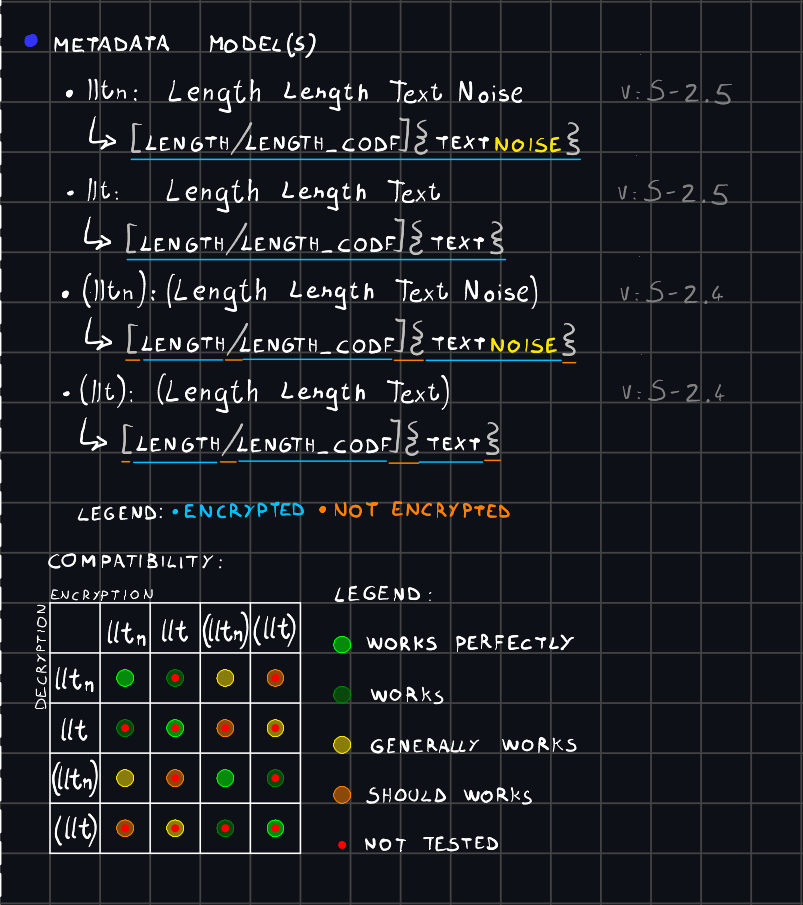 METADATA MODEL(S)
• lltn: Length Length Text Noise v: S-2.5
[LENGTH/LENGTH_CODF]{TEXTNOISE}
• llt: Length Length Text v: S-2.5
[LENGTH/LENGTH_CODF]{TEXT}
• (lltn): (Length Length Text Noise) v: S-2.4
[LENGTH/LENGTH_CODF]{TEXTNOISE}
• (llt): (Length Length Text) v: S-2.4
[LENGTH/LENGTH_CODF]{TEXT}
LEGEND: • ENCRYPTED • NOT ENCRYPTED
COMPATIBILITY:
ENCRYPTION
DECRYPTION
lltn llt (lltn) (llt)
lltn
llt
(lltn)
(llt)
LEGEND:
WORKS PERFECTLY
WORKS
GENERALLY WORKS
SHOULD WORKS
NOT TESTED